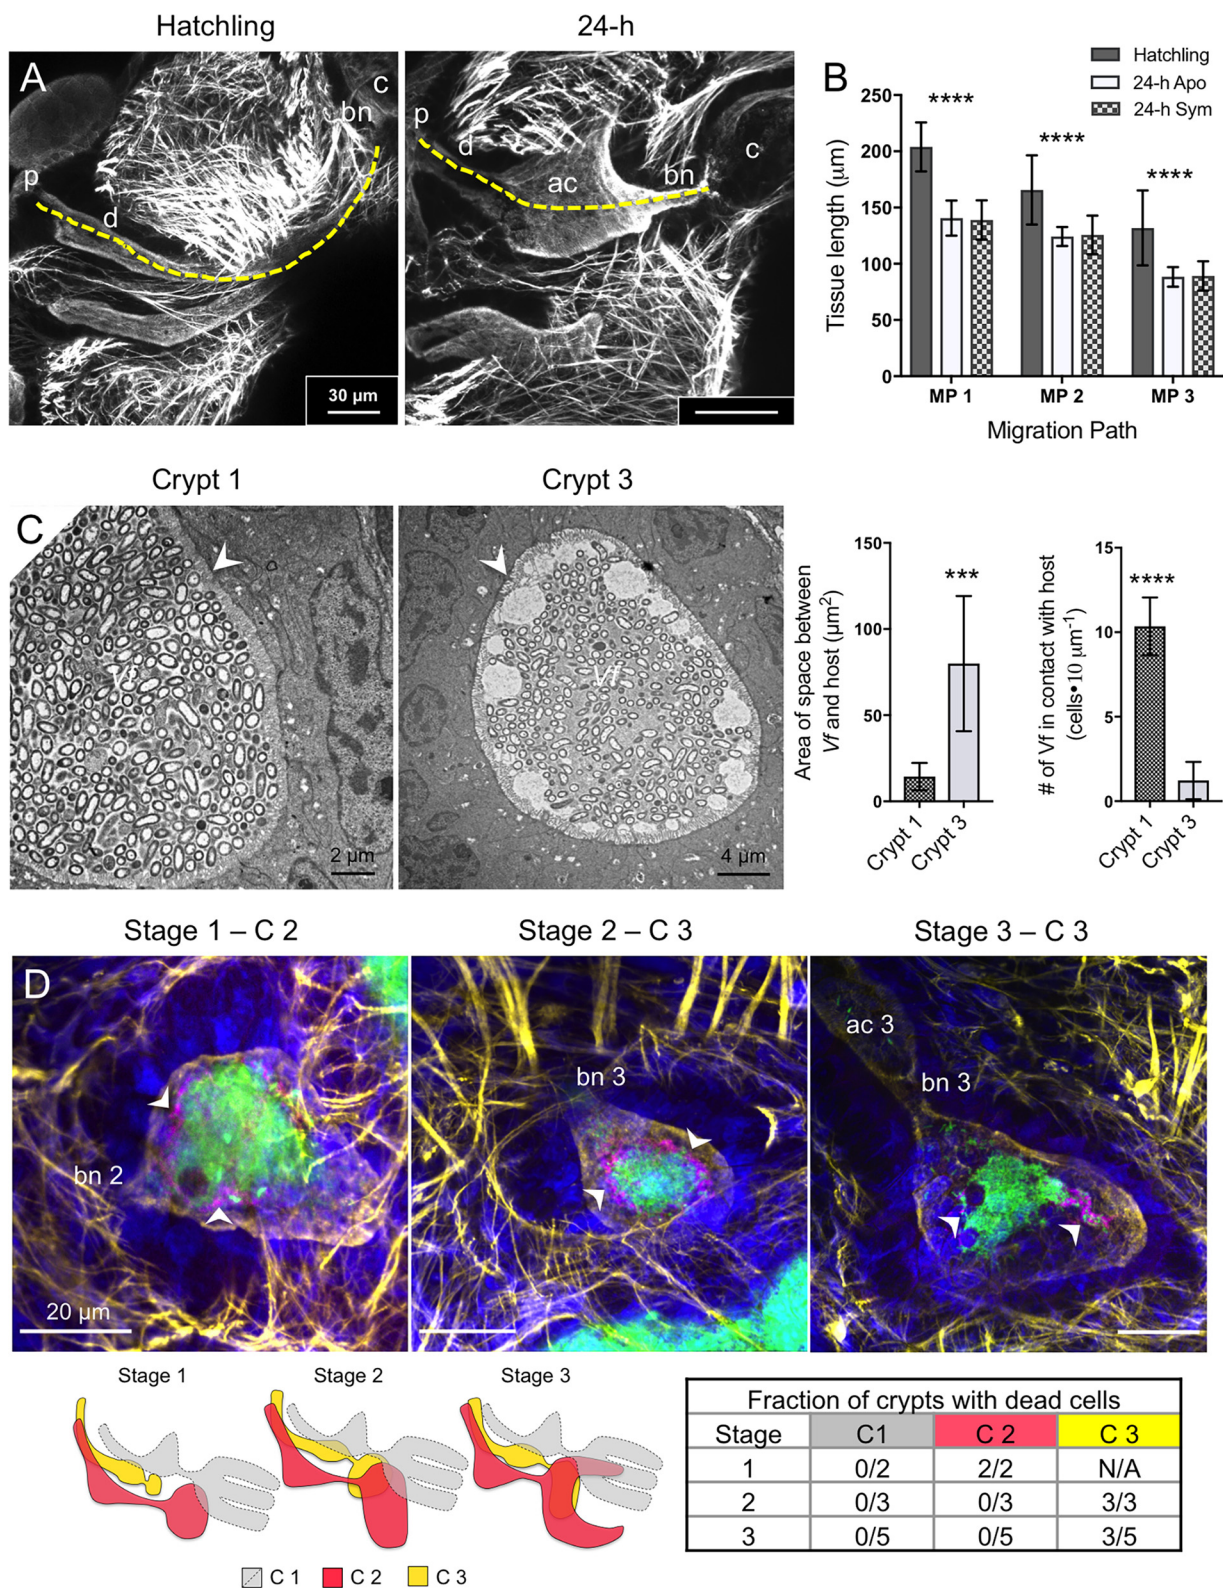 Hatchling
24-h
A
c
bn
p
d
30 µm
p
d
ac
bn
c
B
Hatchling
24-h Apo
24-h Sym
Tissue length (µm)
250
200
150
100
50
0
****
****
****
MP 1
MP 2
MP 3
Migration Path
Crypt 1
Crypt 3
C
Vf
2 µm
Vf
4 µm
Area of space between
Vf and host (µm²)
150
100
50
0
***
Crypt 1
Crypt 3
# of Vf in contact with host
(cells•10 µm⁻¹)
15
10
5
0
****
Crypt 1
Crypt 3
Stage 1 – C 2
Stage 2 – C 3
Stage 3 – C 3
D
bn 2
20 µm
bn 3
ac 3
bn 3
Stage 1
Stage 2
Stage 3
C 1
C 2
C 3
Fraction of crypts with dead cells
Stage C1 C 2 C 3
1 0/2 2/2 N/A
2 0/3 0/3 3/3
3 0/5 0/5 3/5